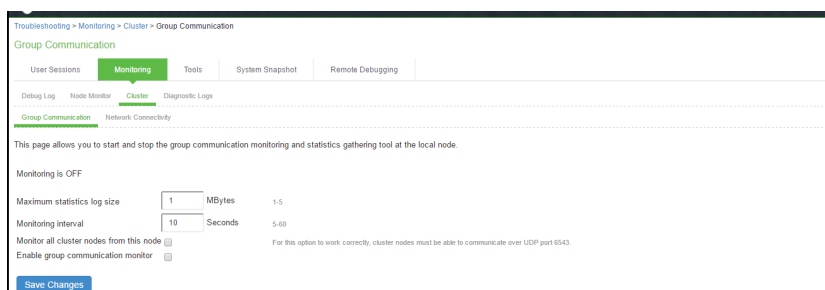 Troubleshooting > Monitoring > Cluster > Group Communication
Group Communication
User Sessions Monitoring Tools System Snapshot Remote Debugging
Debug Log Node Monitor Cluster Diagnostic Logs
Group Communication Network Connectivity
This page allows you to start and stop the group communication monitoring and statistics gathering tool at the local node.
Monitoring is OFF
Maximum statistics log size 1 MBytes 1-5
Monitoring interval 10 Seconds 5-60
Monitor all cluster nodes from this node For this option to work correctly, cluster nodes must be able to communicate over UDP port 6543.
Enable group communication monitor
Save Changes